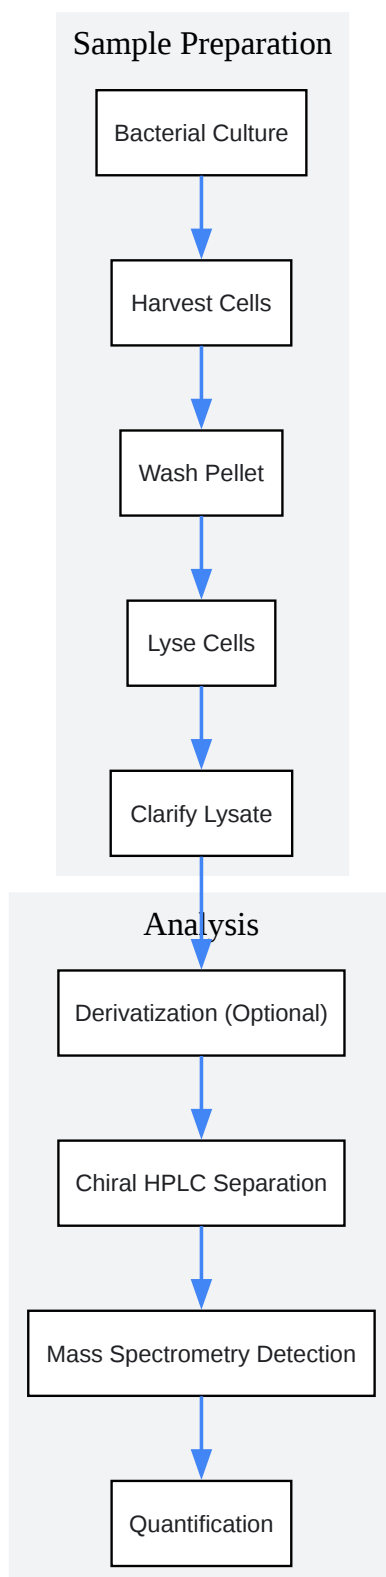 Sample Preparation
Bacterial Culture
Harvest Cells
Wash Pellet
Lyse Cells
Clarify Lysate
Analysis
Derivatization (Optional)
Chiral HPLC Separation
Mass Spectrometry Detection
Quantification